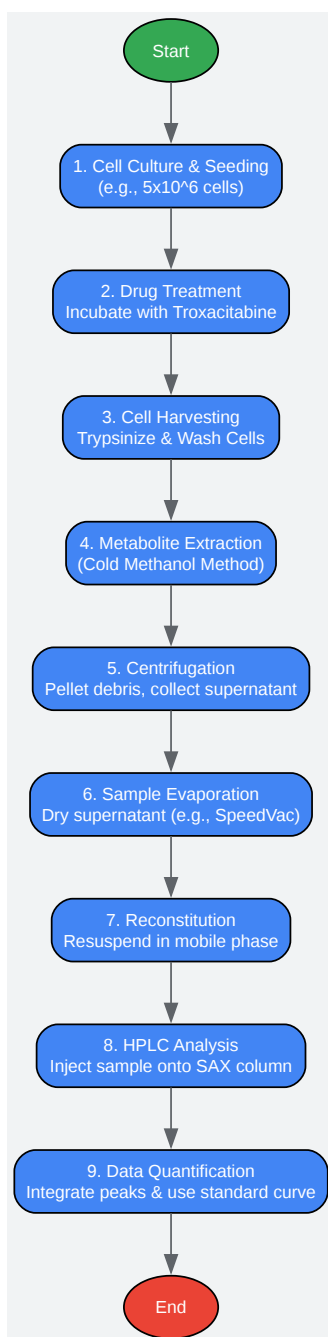 Start
1. Cell Culture & Seeding
(e.g., 5x10^6 cells)
2. Drug Treatment
Incubate with Troxacitabine
3. Cell Harvesting
Trypsinize & Wash Cells
4. Metabolite Extraction
(Cold Methanol Method)
5. Centrifugation
Pellet debris, collect supernatant
6. Sample Evaporation
Dry supernatant (e.g., SpeedVac)
7. Reconstitution
Resuspend in mobile phase
8. HPLC Analysis
Inject sample onto SAX column
9. Data Quantification
Integrate peaks & use standard curve
End